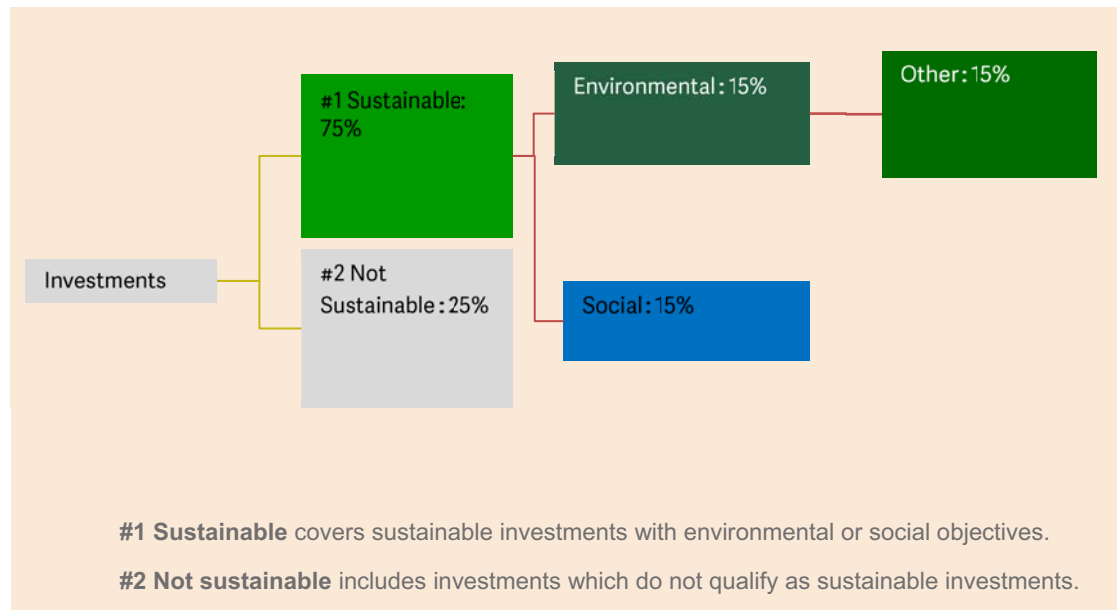 Investments
#1 Sustainable:
75%
#2 Not
Sustainable: 25%
Environmental: 15%
Social: 15%
Other: 15%
#1 Sustainable covers sustainable investments with environmental or social objectives.
#2 Not sustainable includes investments which do not qualify as sustainable investments.